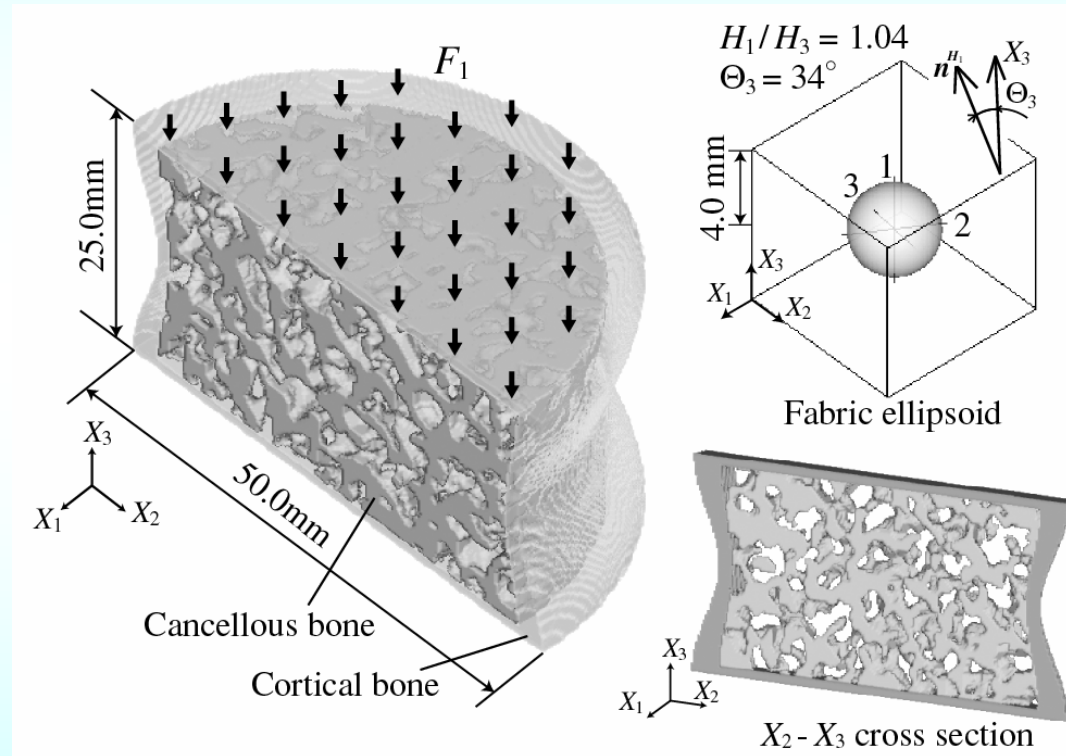 F₁
25.0mm
50.0mm
X₃
X₁
X₂
Cancellous bone
Cortical bone
H₁/H₃ = 1.04
Θ₃ = 34°
n^H₁
X₃
Θ₃
4.0 mm
1
3
2
X₃
X₁
X₂
Fabric ellipsoid
X₃
X₁
X₂
X₂ - X₃ cross section